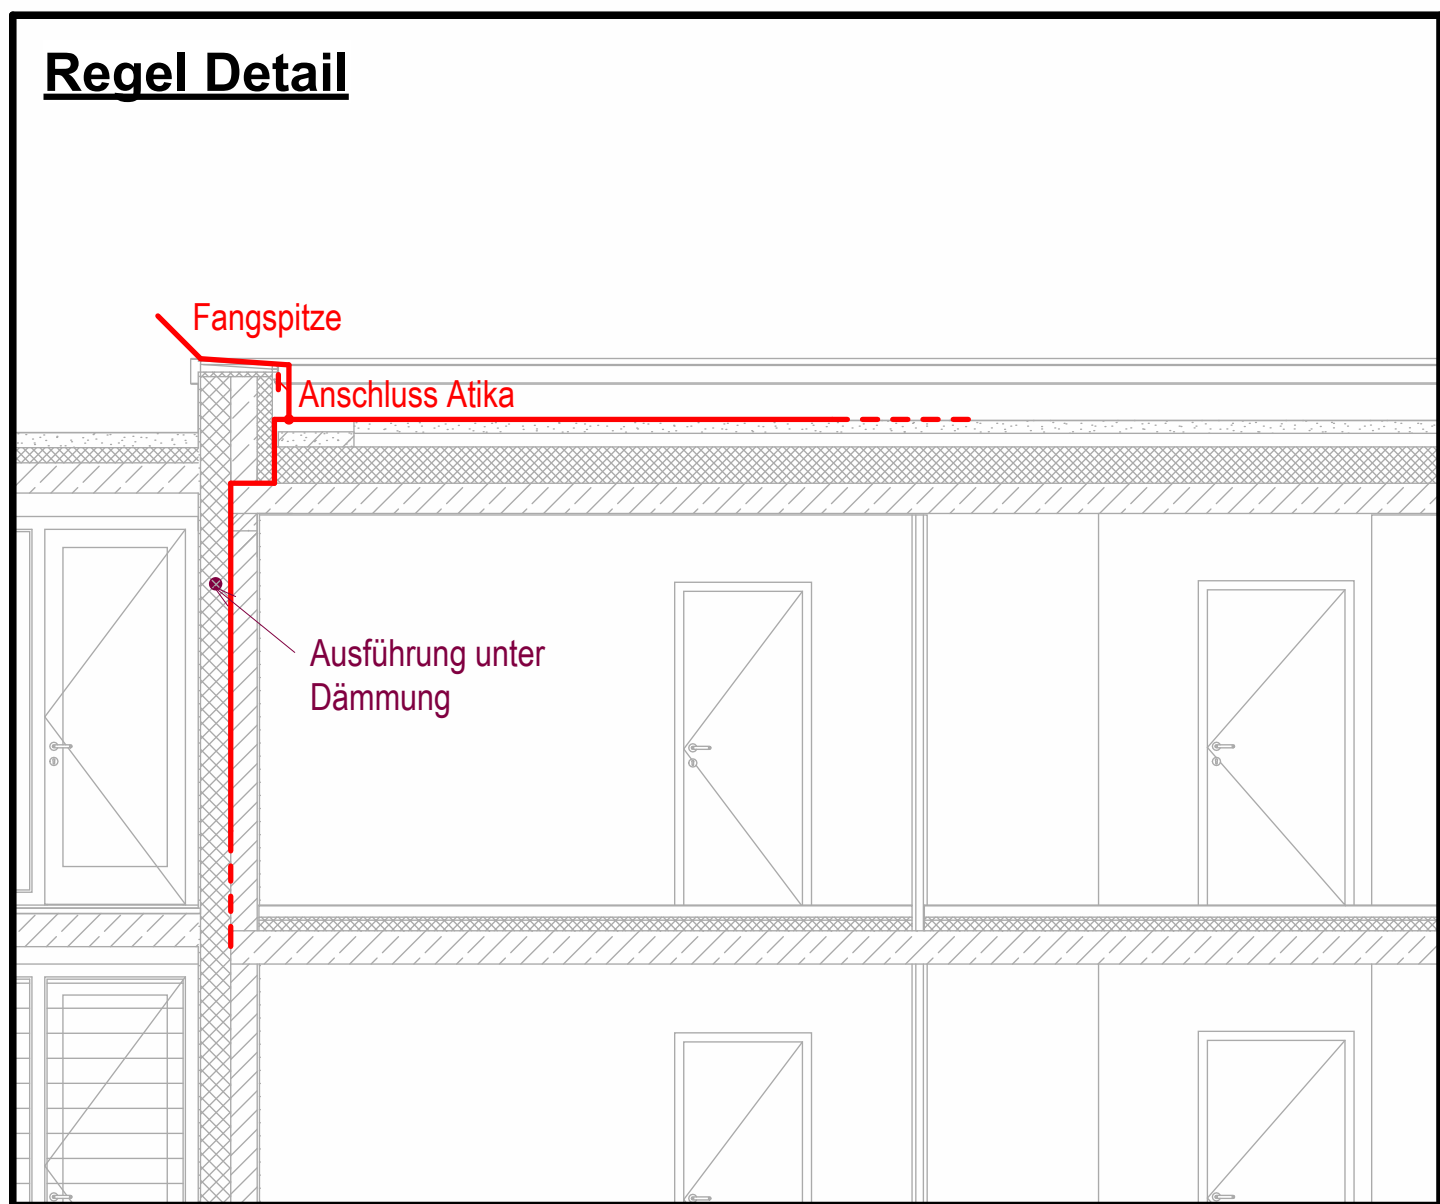 Regel Detail
Fangspitze
Anschluss Atika
Ausführung unter
Dämmung